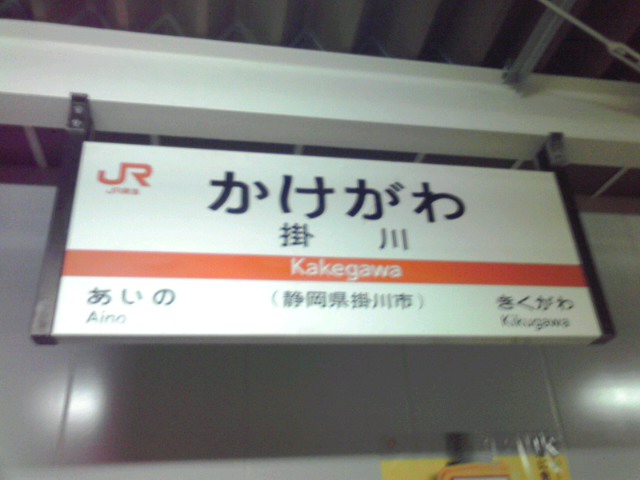 JR
JR東海
かけがわ
掛川
Kakegawa
あいの
Aino
(静岡県掛川市)
きくがわ
Kikugawa